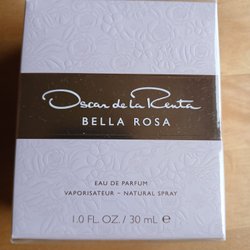 Oscar de la Renta
BELLA ROSA
EAU DE PARFUM
VAPORISATEUR – NATURAL SPRAY
1.0 FL. OZ. / 30 mL ℮